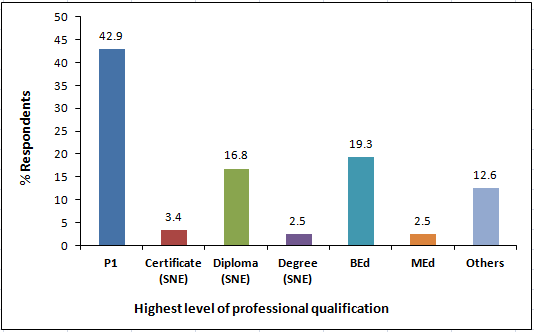 50
45
40
35
30
25
20
15
10
5
0
% Respondents
42.9
3.4
16.8
2.5
19.3
2.5
12.6
P1
Certificate (SNE)
Diploma (SNE)
Degree (SNE)
BEd
MEd
Others
Highest level of professional qualification